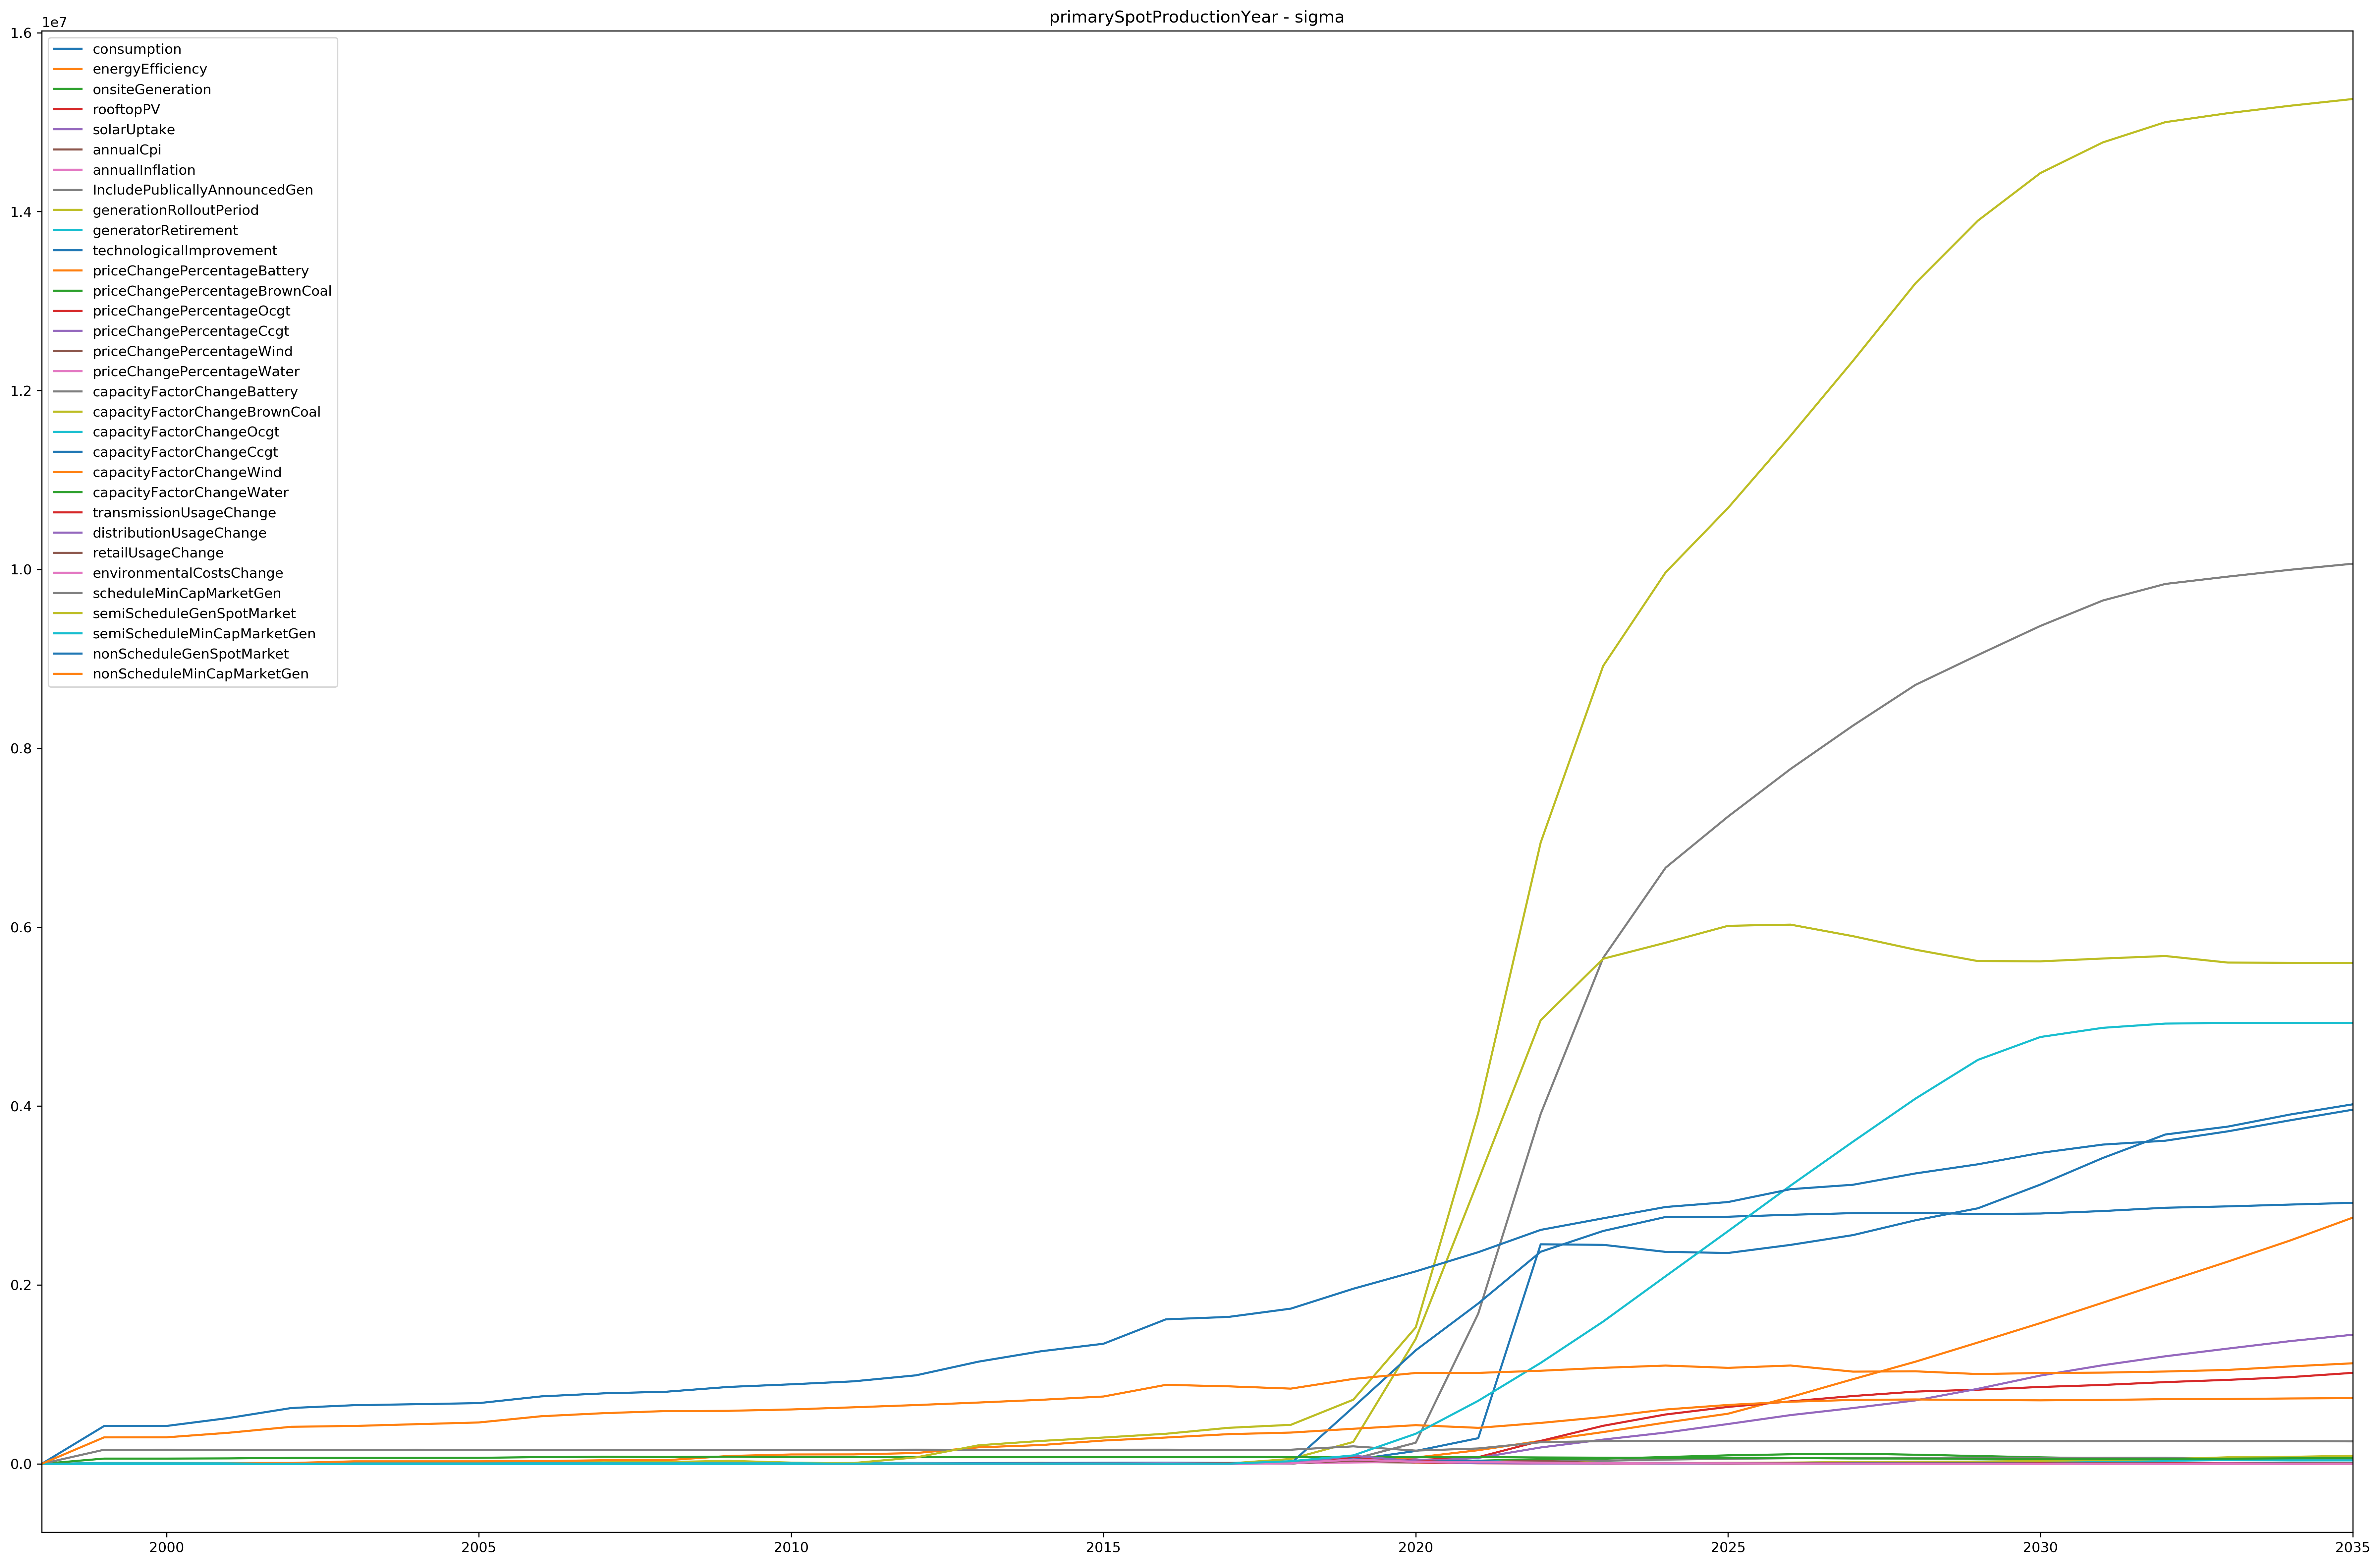 primarySpotProductionYear - sigma
1e7
1.6
1.4
1.2
1.0
0.8
0.6
0.4
0.2
0.0
consumption
energyEfficiency
onsiteGeneration
rooftopPV
solarUptake
annualCpi
annualInflation
IncludePublicallyAnnouncedGen
generationRolloutPeriod
generatorRetirement
technologicalImprovement
priceChangePercentageBattery
priceChangePercentageBrownCoal
priceChangePercentageOcgt
priceChangePercentageCcgt
priceChangePercentageWind
priceChangePercentageWater
capacityFactorChangeBattery
capacityFactorChangeBrownCoal
capacityFactorChangeOcgt
capacityFactorChangeCcgt
capacityFactorChangeWind
capacityFactorChangeWater
transmissionUsageChange
distributionUsageChange
retailUsageChange
environmentalCostsChange
scheduleMinCapMarketGen
semiScheduleGenSpotMarket
semiScheduleMinCapMarketGen
nonScheduleGenSpotMarket
nonScheduleMinCapMarketGen
2000 2005 2010 2015 2020 2025 2030 2035